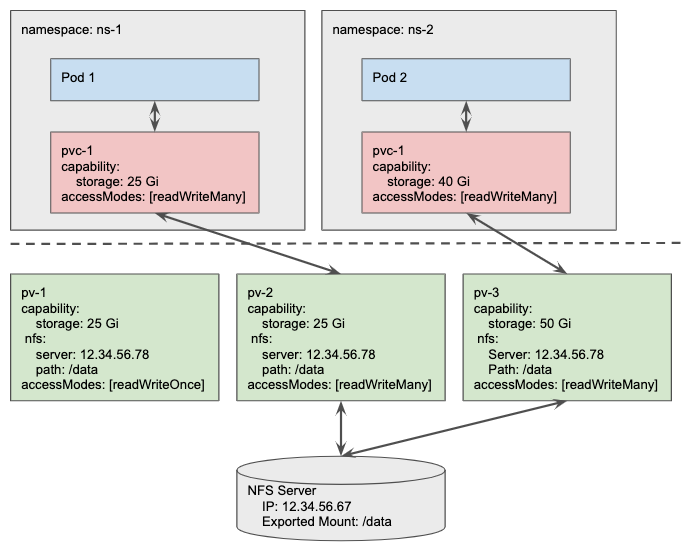 namespace: ns-1
Pod 1
pvc-1
capability:
storage: 25 Gi
accessModes: [readWriteMany]
namespace: ns-2
Pod 2
pvc-1
capability:
storage: 40 Gi
accessModes: [readWriteMany]
pv-1
capability:
storage: 25 Gi
nfs:
server: 12.34.56.78
path: /data
accessModes: [readWriteOnce]
pv-2
capability:
storage: 25 Gi
nfs:
server: 12.34.56.78
path: /data
accessModes: [readWriteMany]
pv-3
capability:
storage: 50 Gi
nfs:
Server: 12.34.56.78
Path: /data
accessModes: [readWriteMany]
NFS Server
IP: 12.34.56.67
Exported Mount: /data